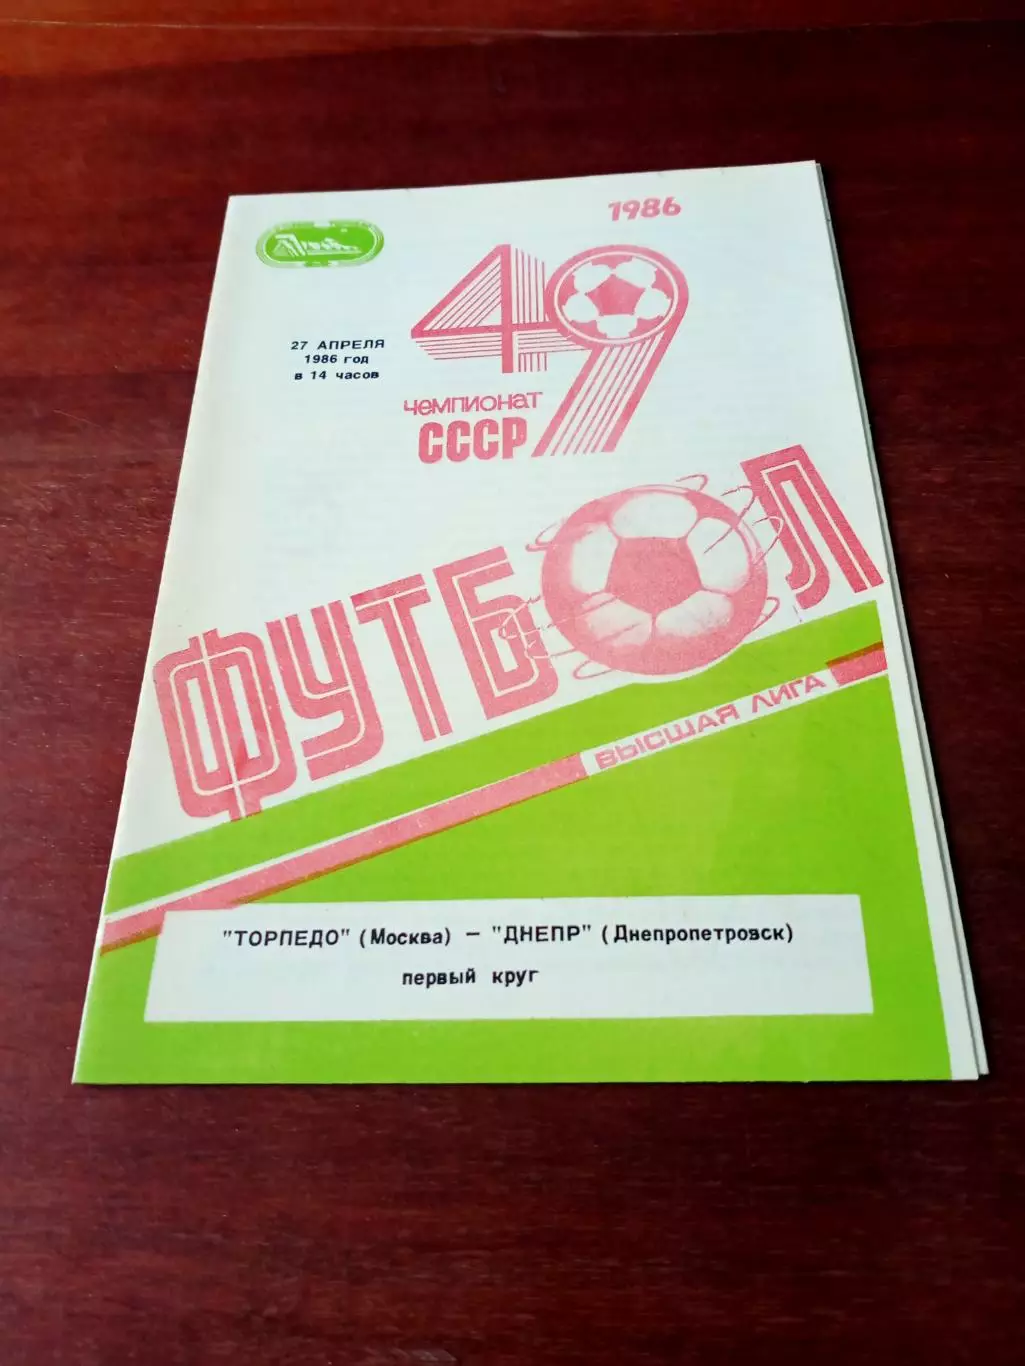 1986
49
27 АПРЕЛЯ
1986 год
в 14 часов
чемпионат
СССР
ФУТБОЛ
ВЫСШАЯ ЛИГА
"ТОРПЕДО" (Москва) — "ДНЕПР" (Днепропетровск)
первый круг